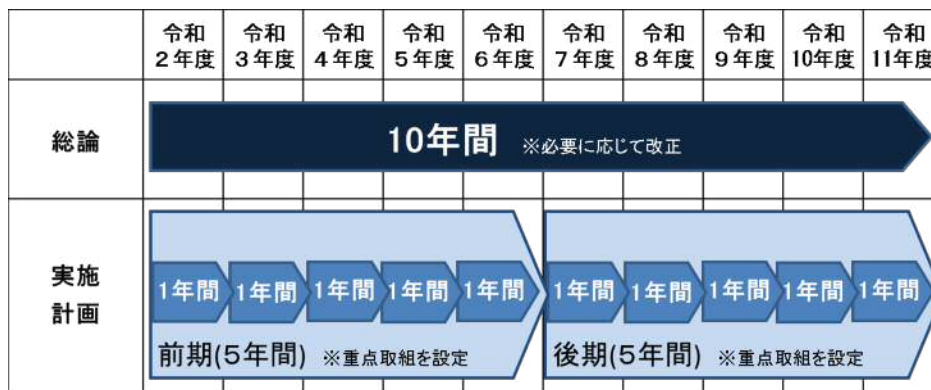 令和 令和 令和 令和 令和 令和 令和 令和 令和 令和
2年度 3年度 4年度 5年度 6年度 7年度 8年度 9年度 10年度 11年度
総論
10年間 ※必要に応じて改正
実施
計画
1年間 1年間 1年間 1年間 1年間 1年間 1年間 1年間 1年間 1年間
前期(5年間) ※重点取組を設定 後期(5年間) ※重点取組を設定